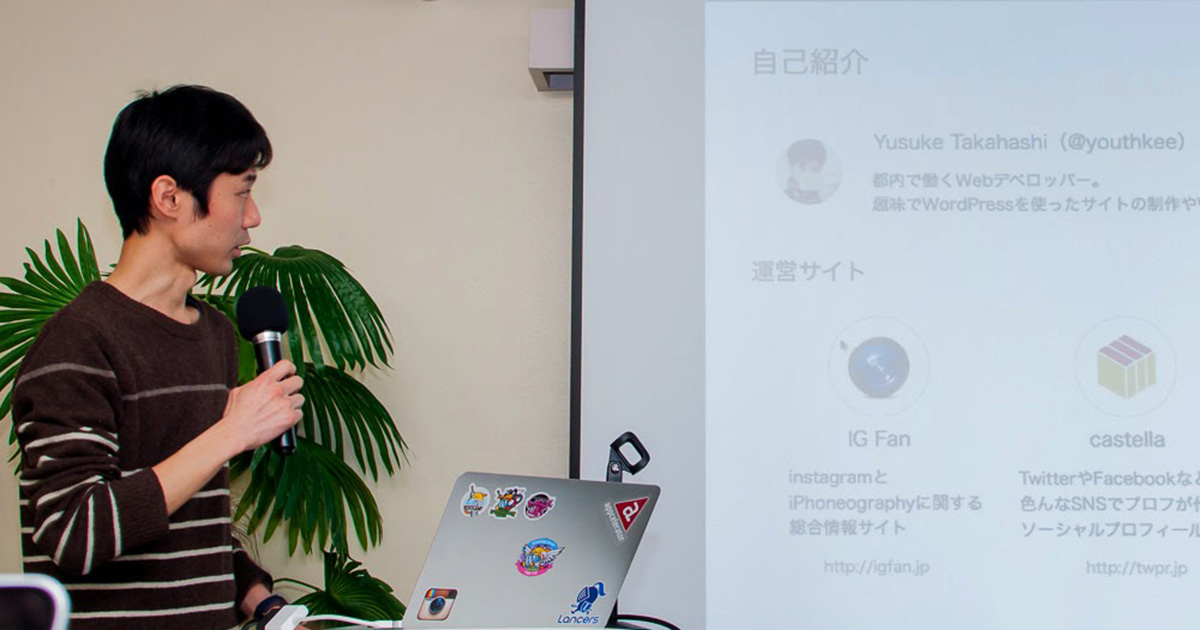 自己紹介
Yusuke Takahashi（@youthkee）
都内で働くWebデベロッパー。
趣味でWordPressを使ったサイトの制作や
運営サイト
IG Fan
instagramと
iPhoneographyに関する
総合情報サイト
http://igfan.jp
castella
TwitterやFacebookなど
色んなSNSでプロフが
ソーシャルプロフィール
http://twpr.jp
Lancers